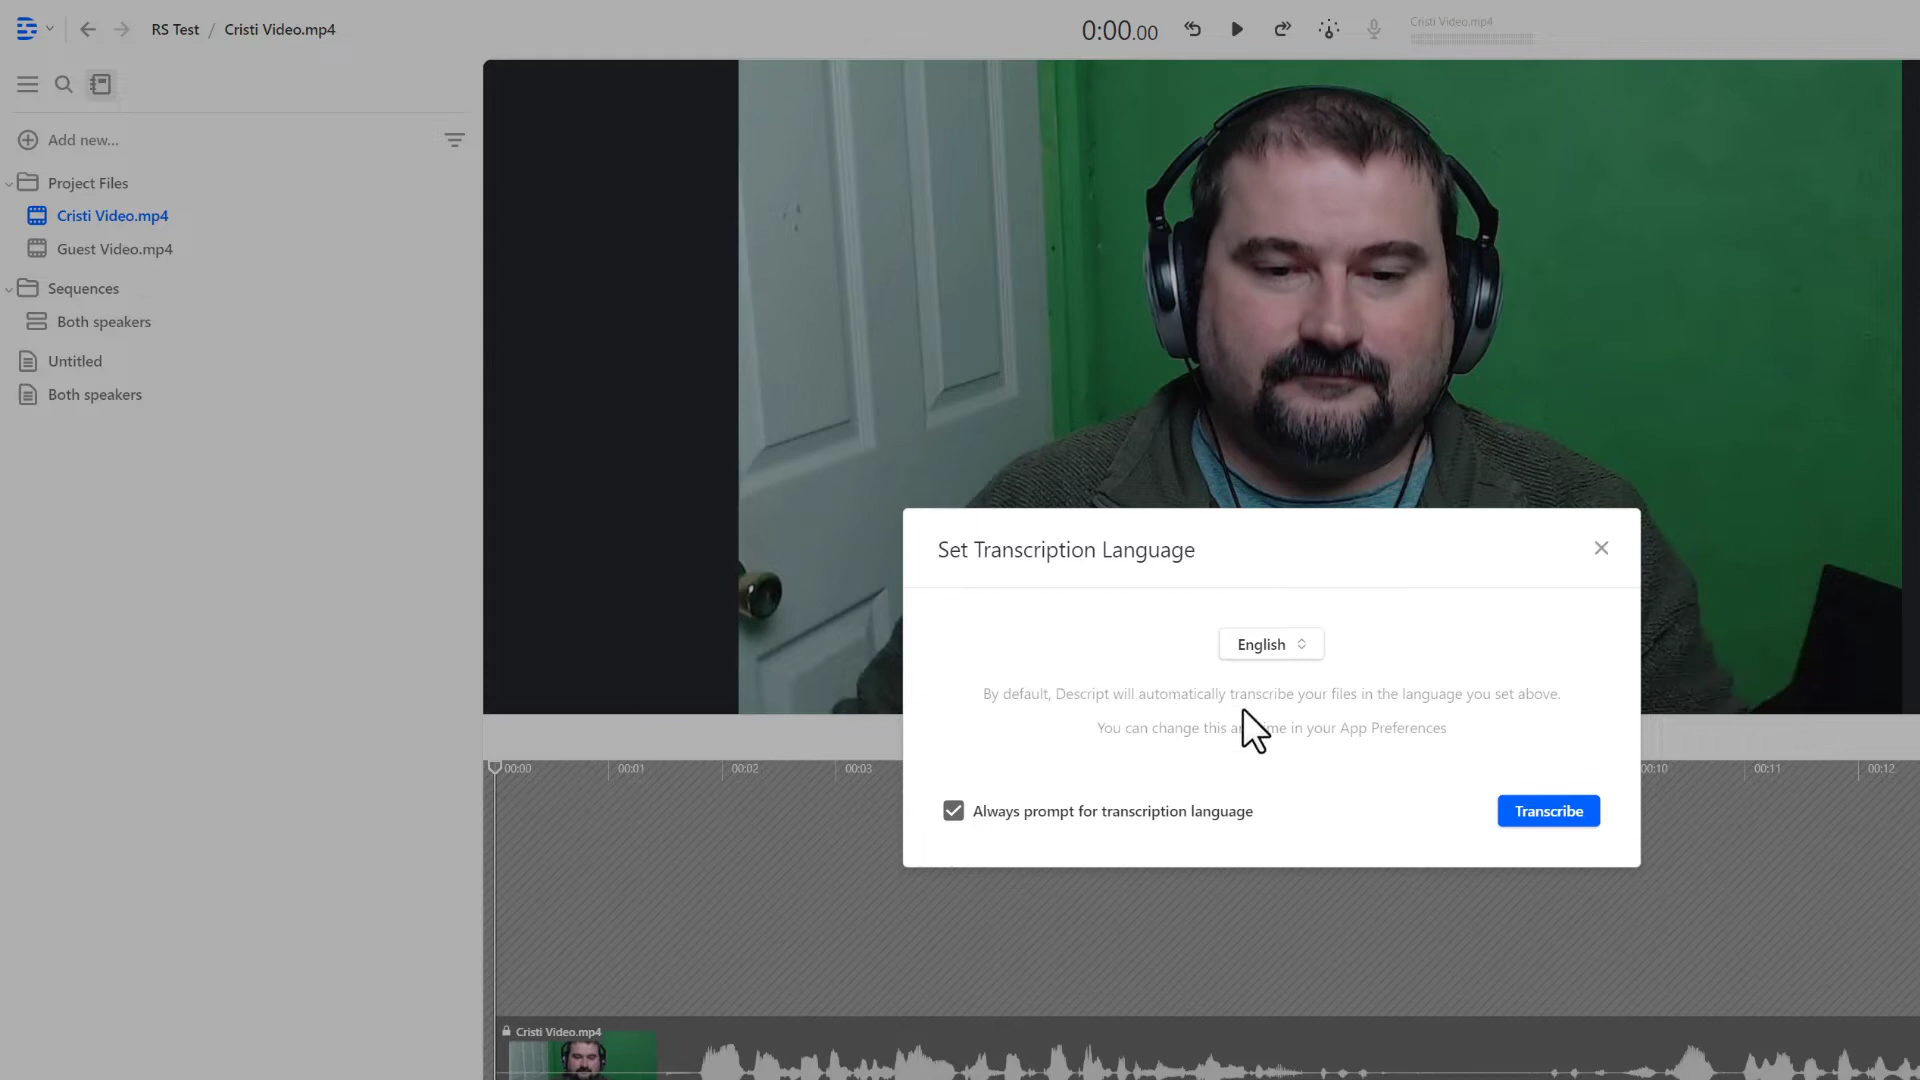 RS Test / Cristi Video.mp4
0:00.00
Cristi Video.mp4
Add new...
Project Files
Cristi Video.mp4
Guest Video.mp4
Sequences
Both speakers
Untitled
Both speakers
Set Transcription Language
English
By default, Descript will automatically transcribe your files in the language you set above.
You can change this in your App Preferences
Always prompt for transcription language
Transcribe
00:00 00:01 00:02 00:03 00:10 00:11 00:12
Cristi Video.mp4